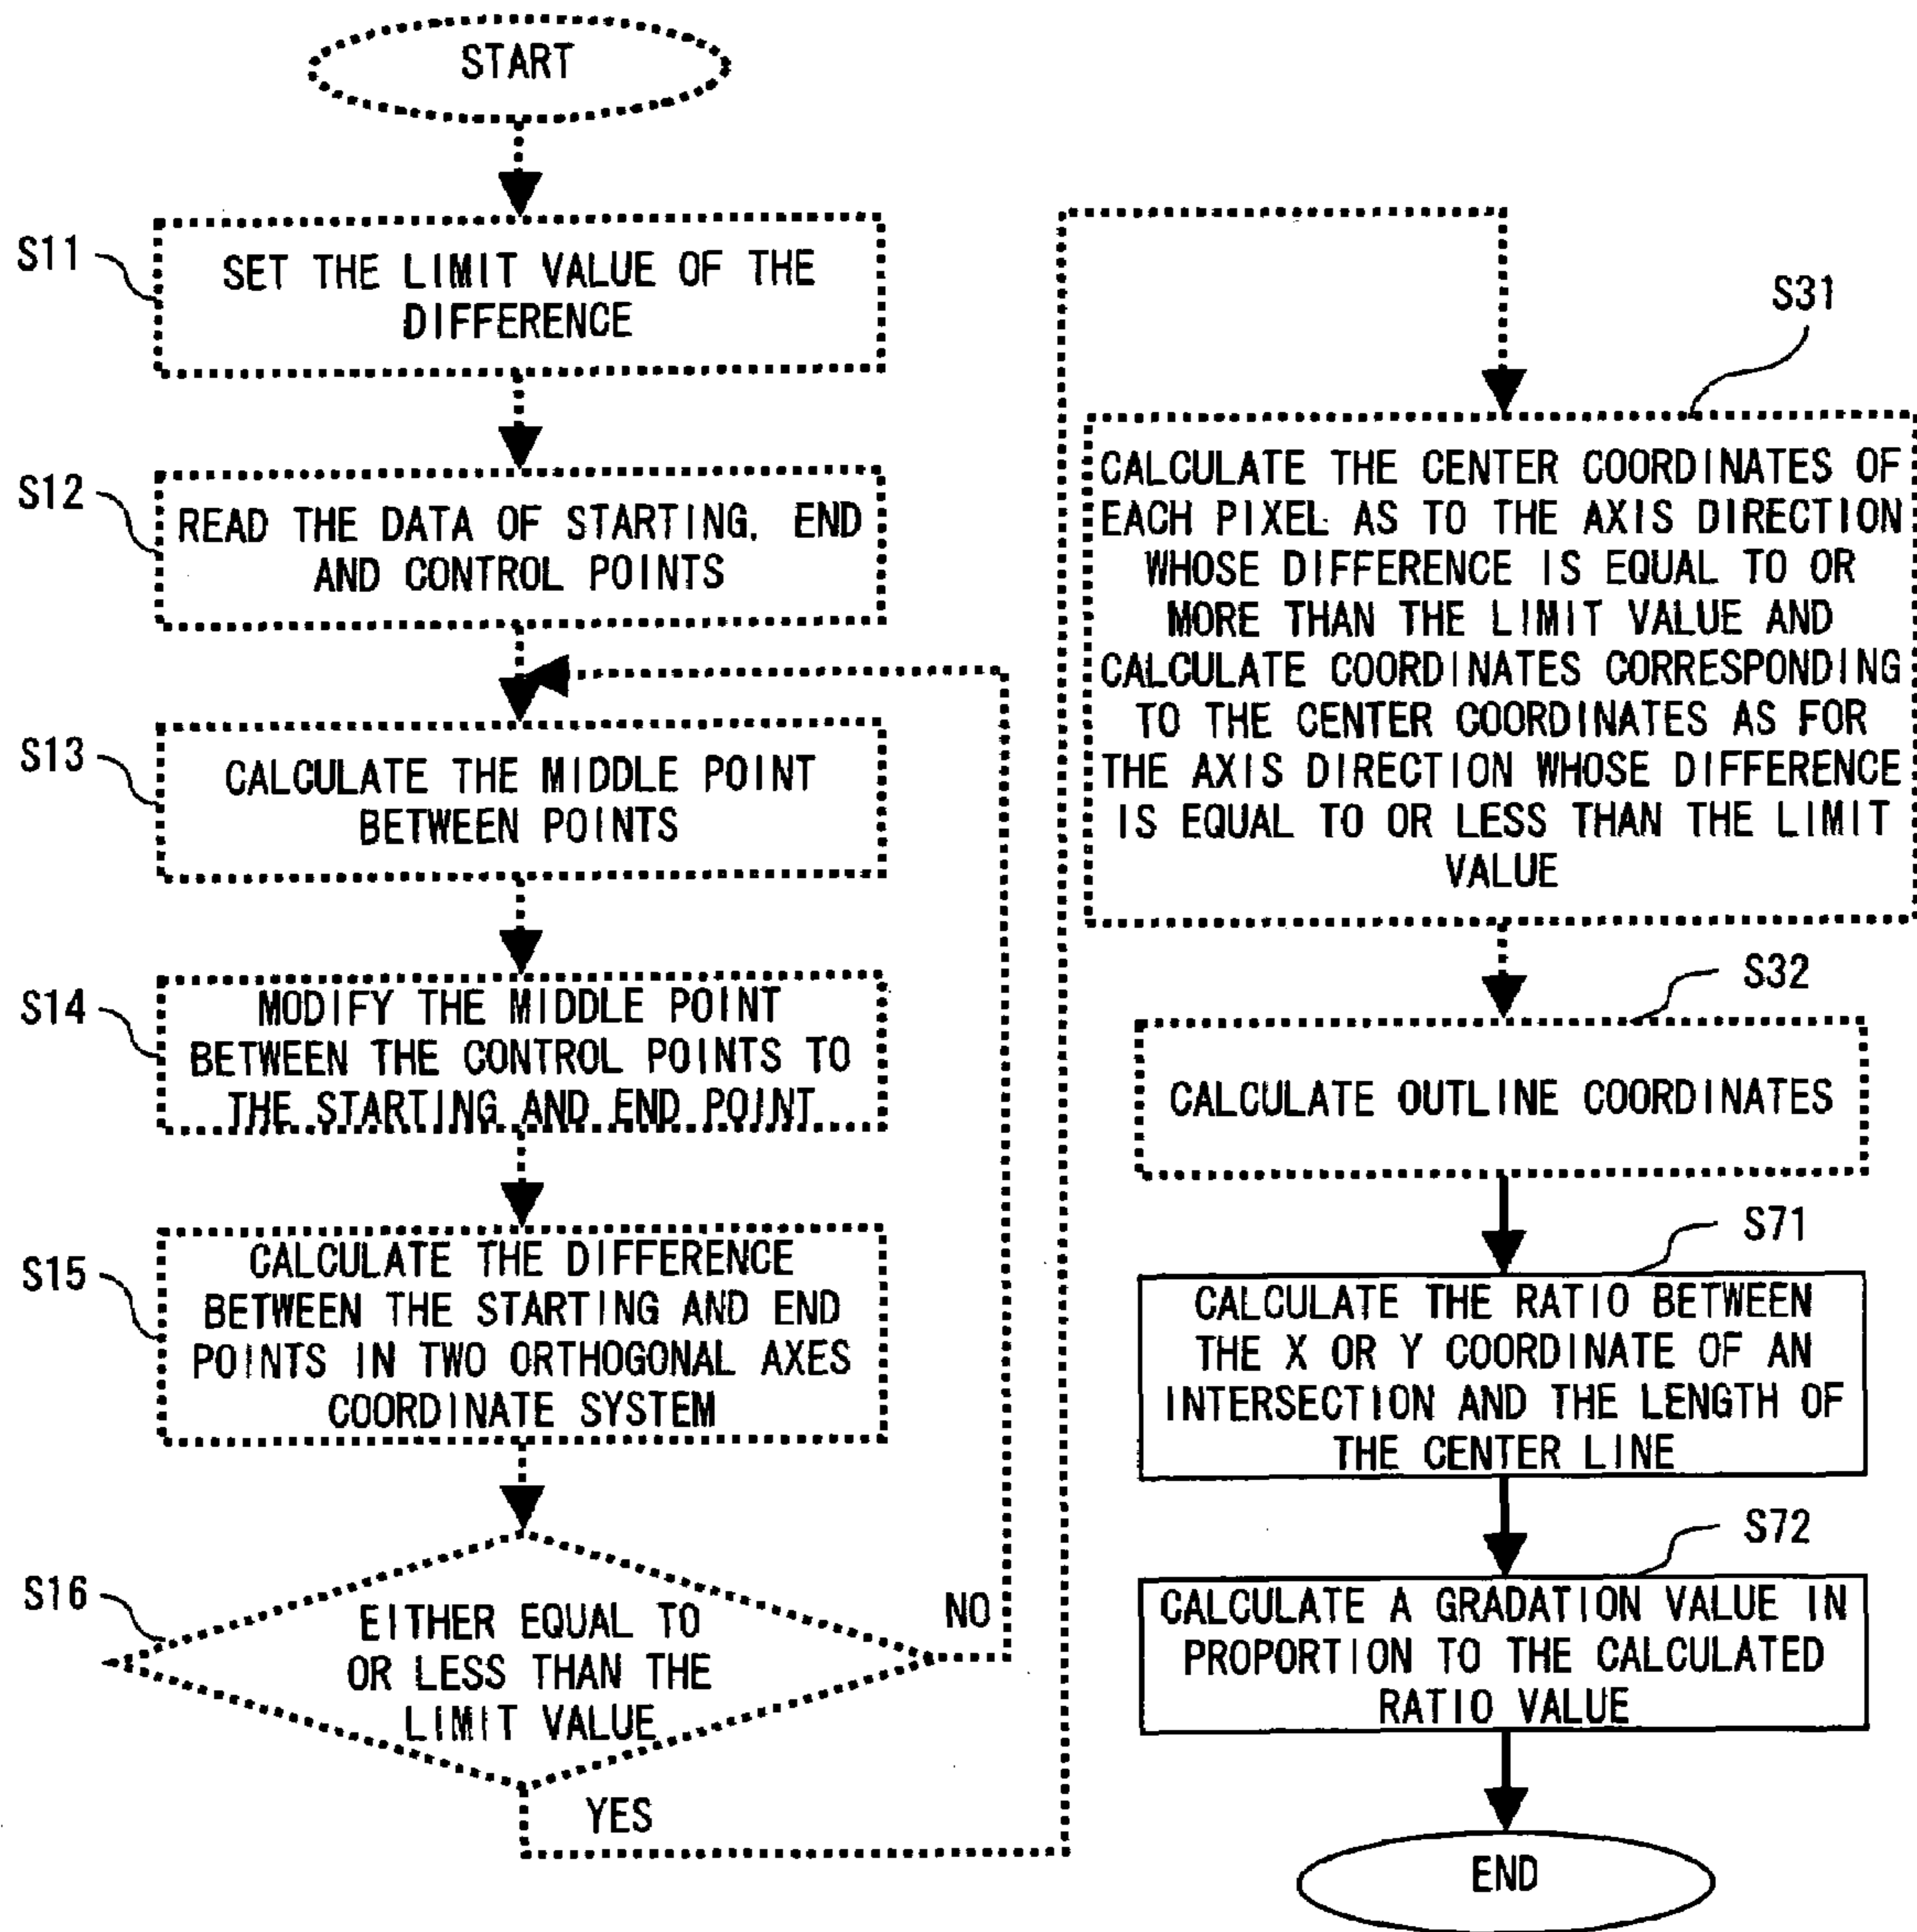 START
S11
SET THE LIMIT VALUE OF THE
DIFFERENCE
S12
READ THE DATA OF STARTING, END
AND CONTROL POINTS
S13
CALCULATE THE MIDDLE POINT
BETWEEN POINTS
S14
MODIFY THE MIDDLE POINT
BETWEEN THE CONTROL POINTS TO
THE STARTING AND END POINT
S15
CALCULATE THE DIFFERENCE
BETWEEN THE STARTING AND END
POINTS IN TWO ORTHOGONAL AXES
COORDINATE SYSTEM
S16
EITHER EQUAL TO
OR LESS THAN THE
LIMIT VALUE
NO
YES
S31
CALCULATE THE CENTER COORDINATES OF
EACH PIXEL AS TO THE AXIS DIRECTION
WHOSE DIFFERENCE IS EQUAL TO OR
MORE THAN THE LIMIT VALUE AND
CALCULATE COORDINATES CORRESPONDING
TO THE CENTER COORDINATES AS FOR
THE AXIS DIRECTION WHOSE DIFFERENCE
IS EQUAL TO OR LESS THAN THE LIMIT
VALUE
S32
CALCULATE OUTLINE COORDINATES
S71
CALCULATE THE RATIO BETWEEN
THE X OR Y COORDINATE OF AN
INTERSECTION AND THE LENGTH OF
THE CENTER LINE
S72
CALCULATE A GRADATION VALUE IN
PROPORTION TO THE CALCULATED
RATIO VALUE
END